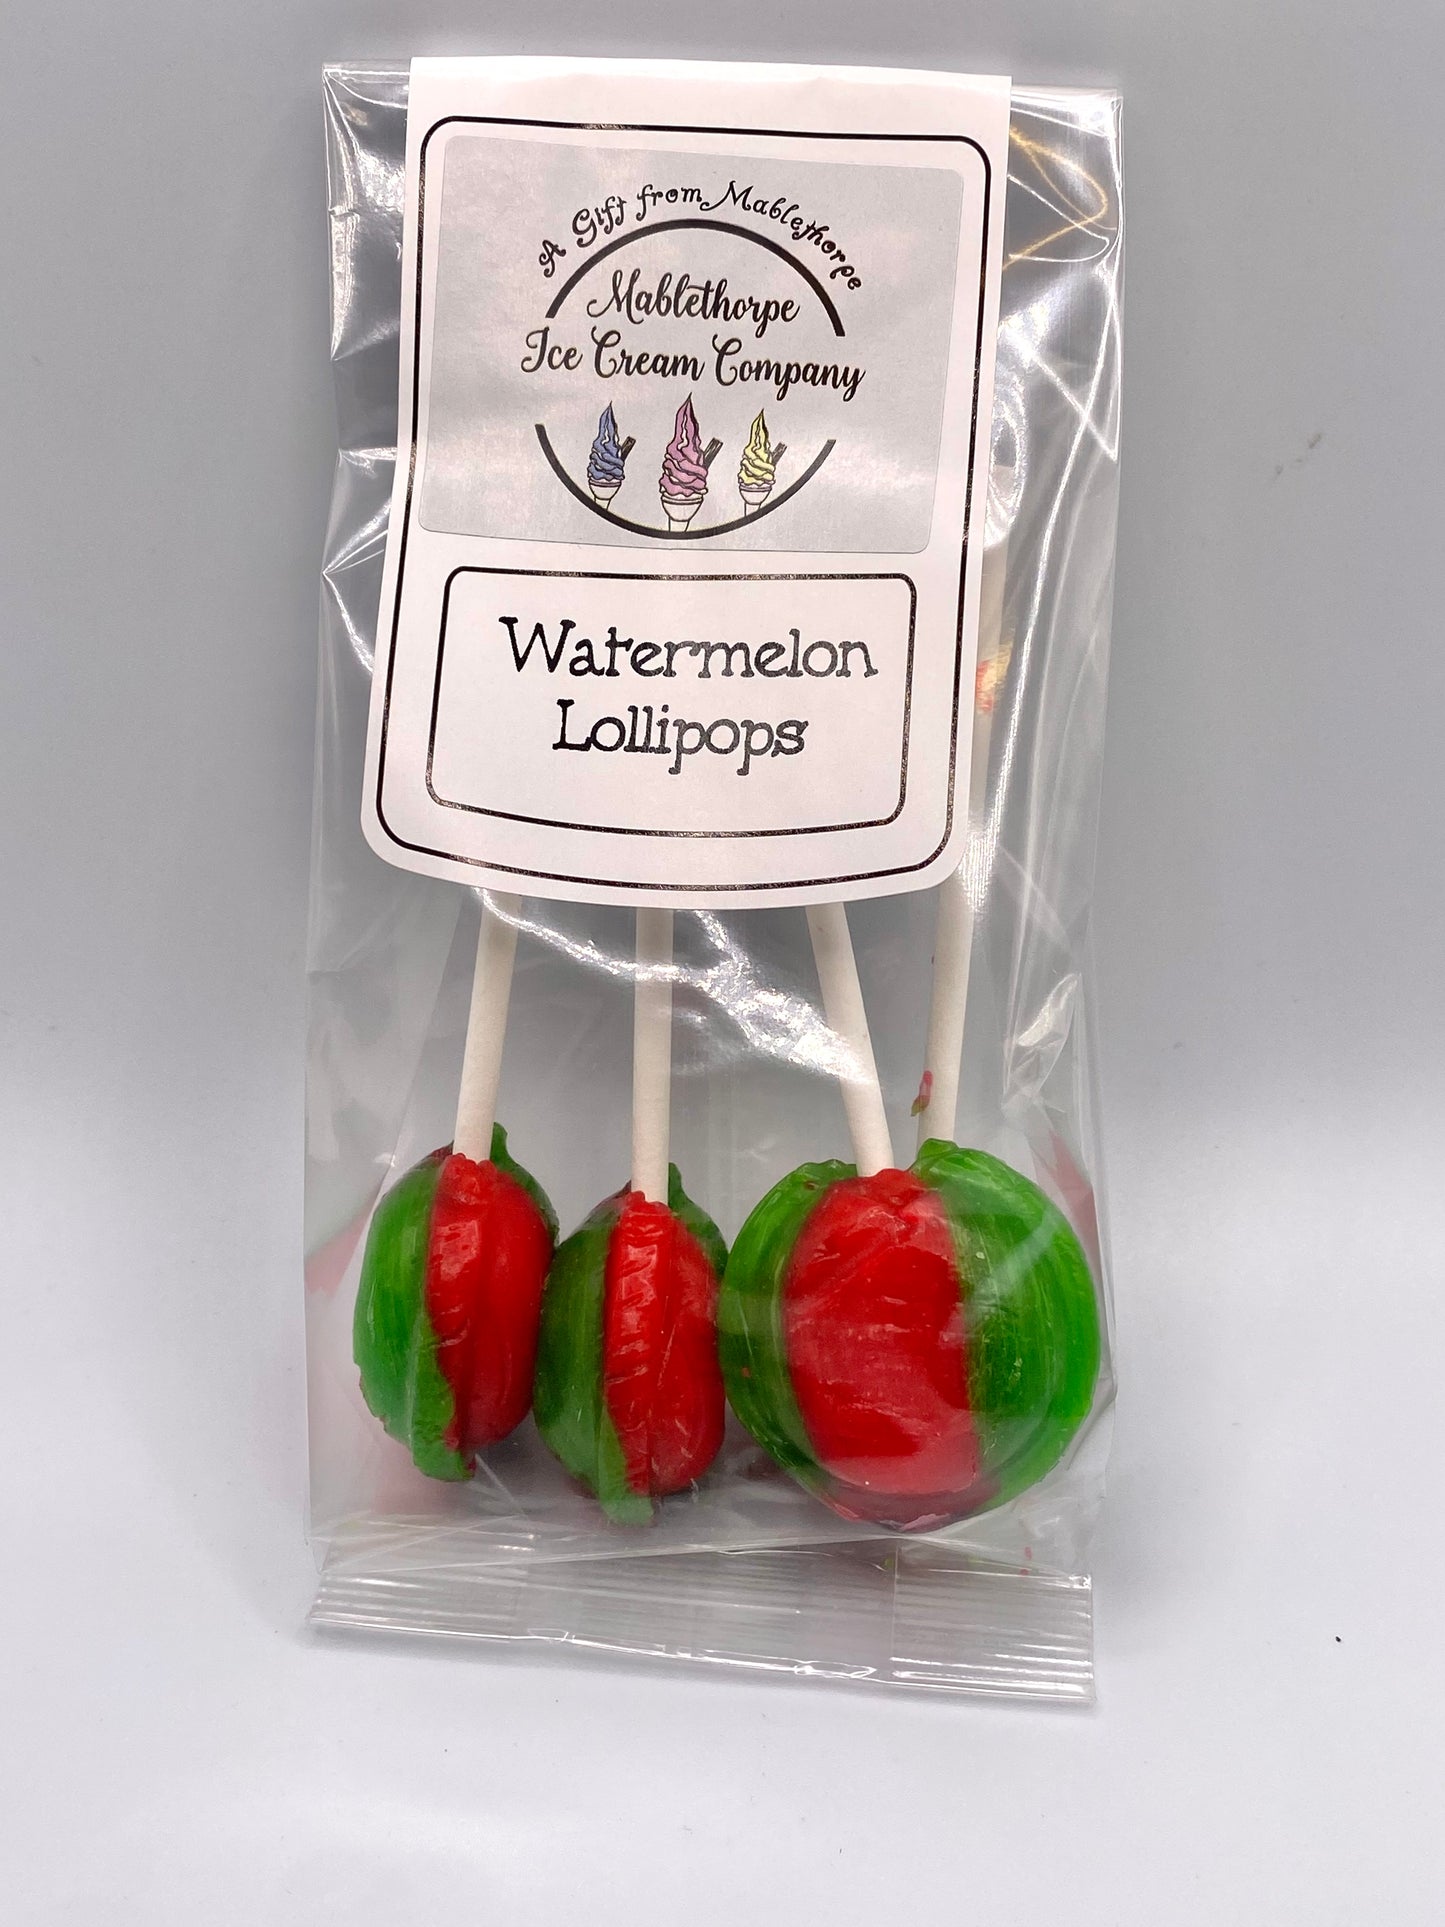 A Gift from Mablethorpe
Mablethorpe
Ice Cream Company
Watermelon
Lollipops